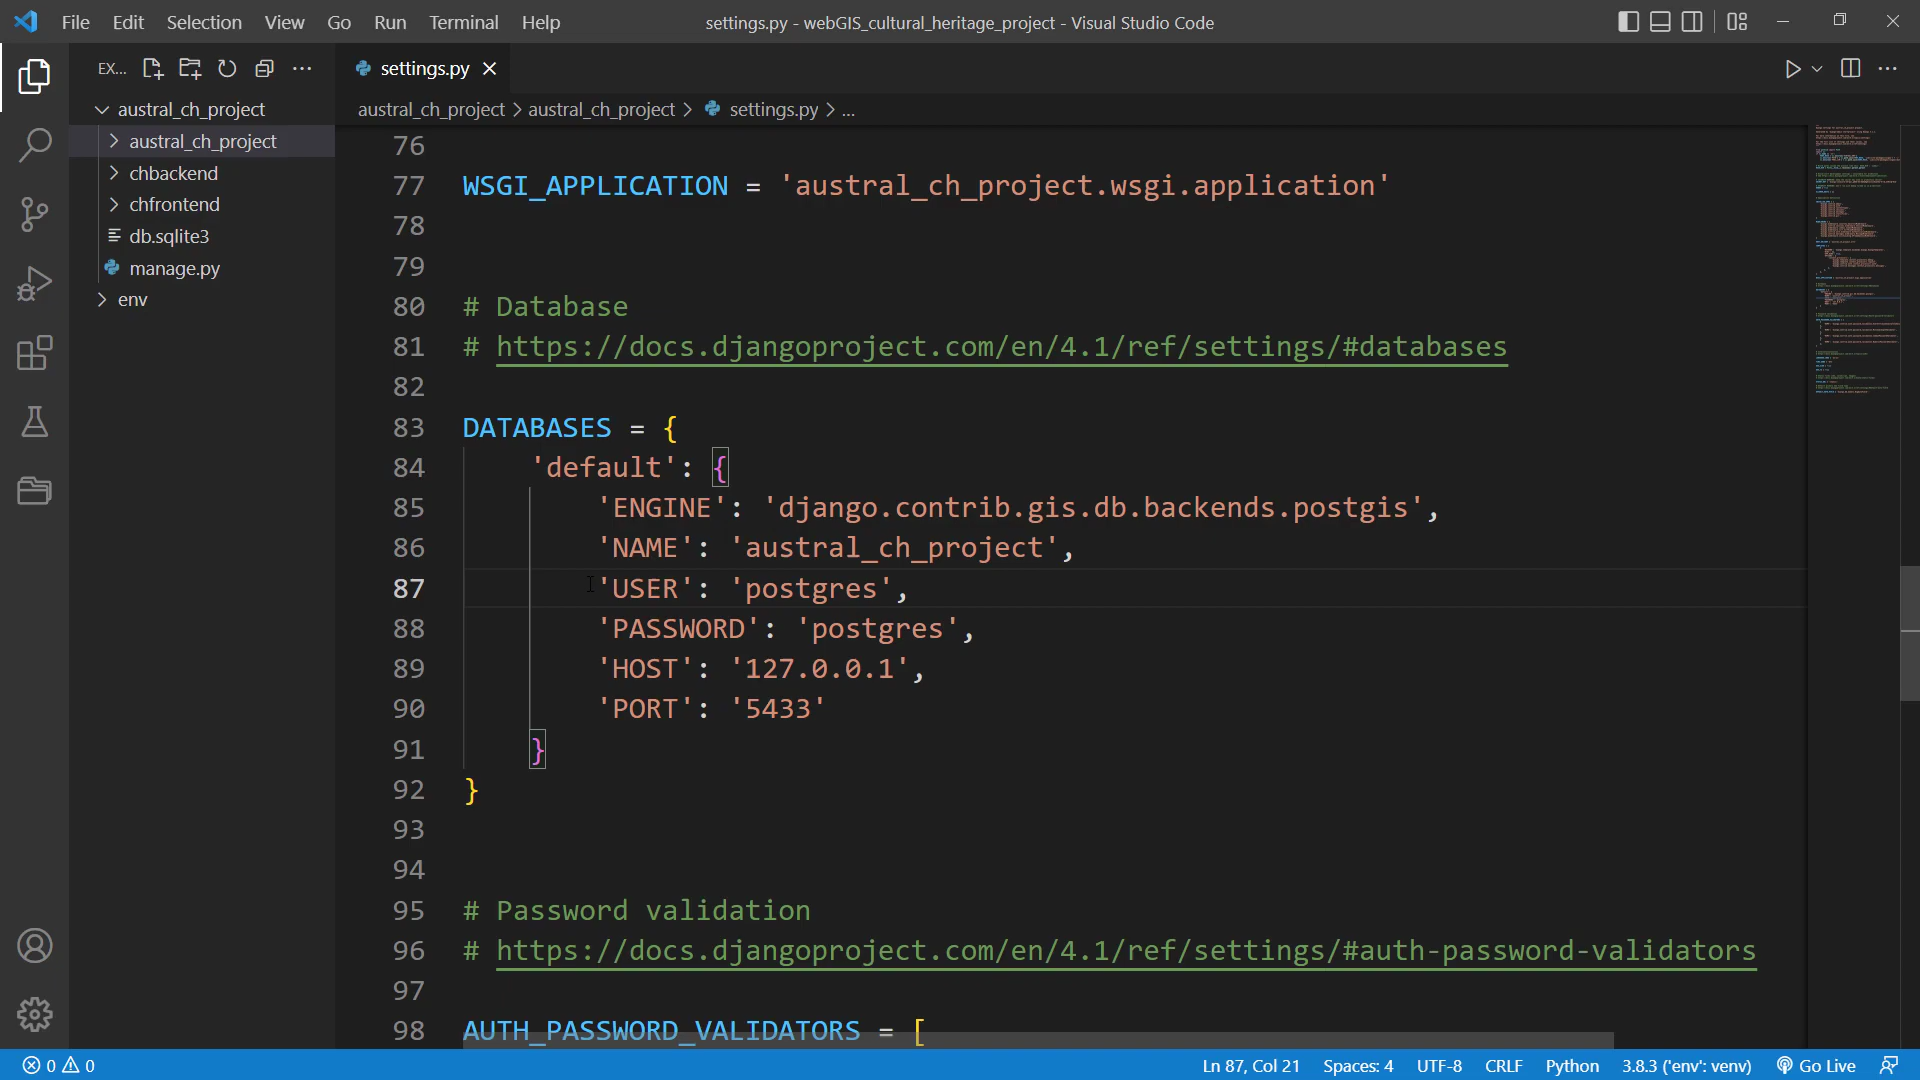 File Edit Selection View Go Run Terminal Help
settings.py - webGIS_cultural_heritage_project - Visual Studio Code
EX...
settings.py
austral_ch_project
austral_ch_project
chbackend
chfrontend
db.sqlite3
manage.py
env
austral_ch_project > austral_ch_project > settings.py > ...
76
77 WSGI_APPLICATION = 'austral_ch_project.wsgi.application'
78
79
80 # Database
81 # https://docs.djangoproject.com/en/4.1/ref/settings/#databases
82
83 DATABASES = {
84 'default': {
85 'ENGINE': 'django.contrib.gis.db.backends.postgis',
86 'NAME': 'austral_ch_project',
87 'USER': 'postgres',
88 'PASSWORD': 'postgres',
89 'HOST': '127.0.0.1',
90 'PORT': '5433'
91 }
92 }
93
94
95 # Password validation
96 # https://docs.djangoproject.com/en/4.1/ref/settings/#auth-password-validators
97
98 AUTH_PASSWORD_VALIDATORS = [
0 0
Ln 87, Col 21 Spaces: 4 UTF-8 CRLF Python 3.8.3 ('env': venv) Go Live